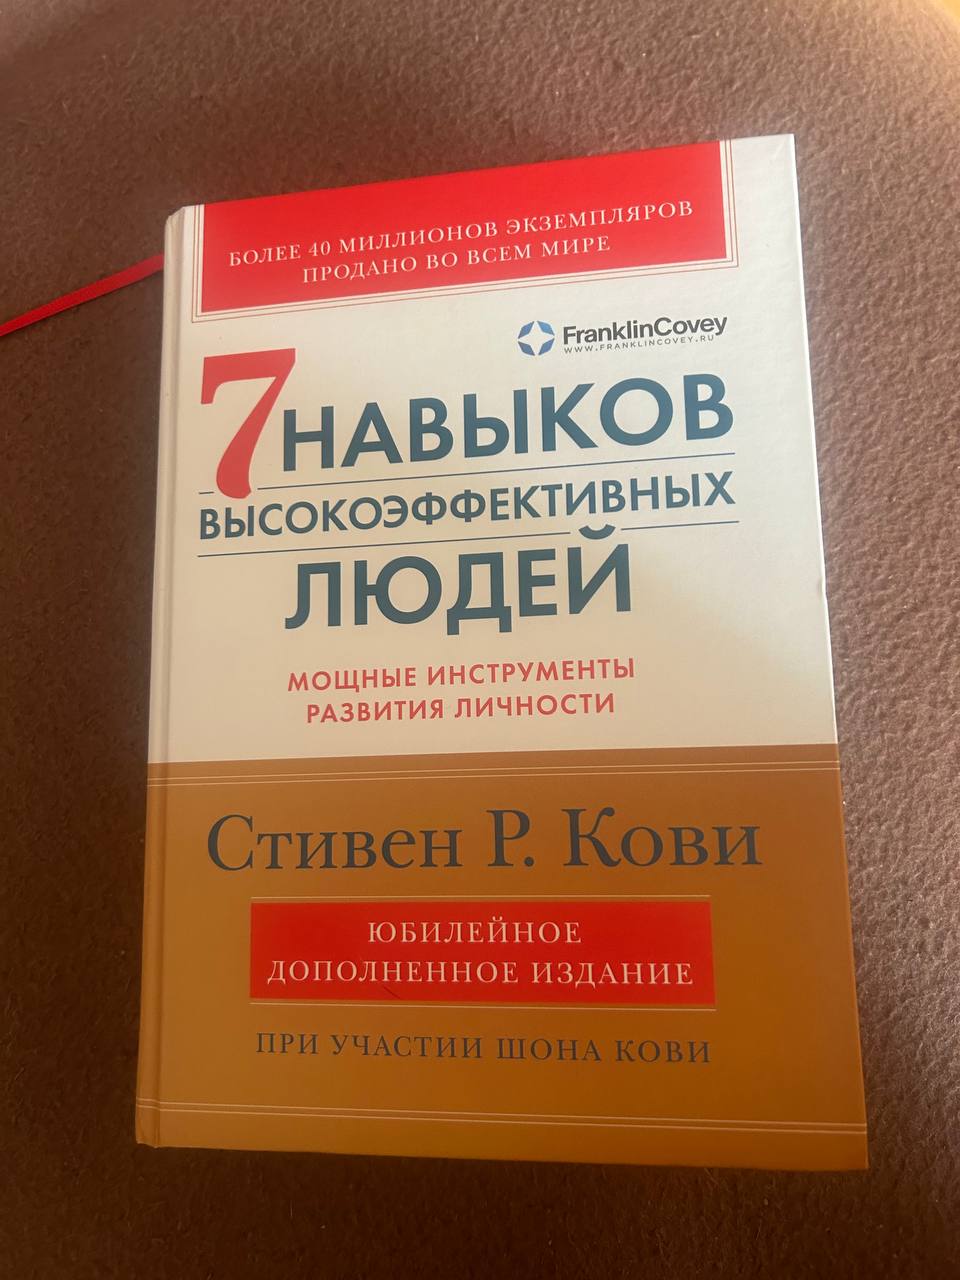 БОЛЕЕ 40 МИЛЛИОНОВ ЭКЗЕМПЛЯРОВ
ПРОДАНО ВО ВСЕМ МИРЕ
FranklinCovey
WWW.FRANKLINCOVEY.RU
7 НАВЫКОВ
ВЫСОКОЭФФЕКТИВНЫХ
ЛЮДЕЙ
МОЩНЫЕ ИНСТРУМЕНТЫ
РАЗВИТИЯ ЛИЧНОСТИ
Стивен Р. Кови
ЮБИЛЕЙНОЕ
ДОПОЛНЕННОЕ ИЗДАНИЕ
ПРИ УЧАСТИИ ШОНА КОВИ